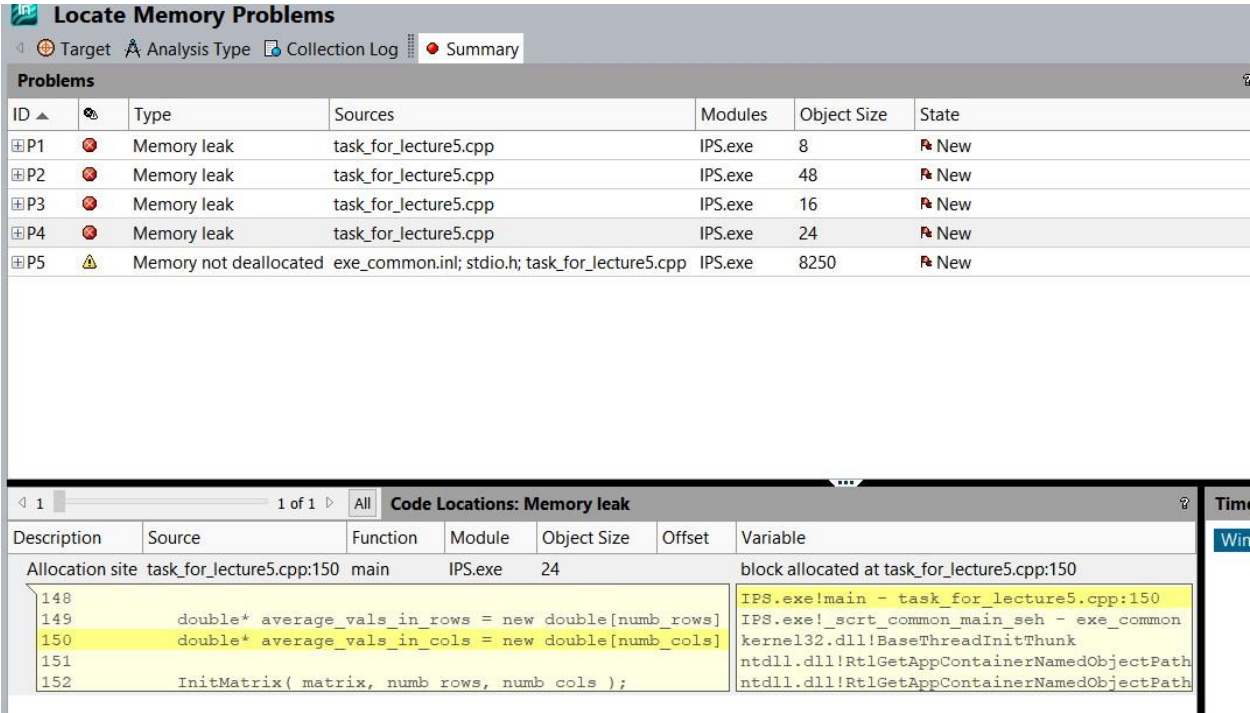 Locate Memory Problems
Target Analysis Type Collection Log Summary
Problems
ID Type Sources Modules Object Size State
P1 Memory leak task_for_lecture5.cpp IPS.exe 8 New
P2 Memory leak task_for_lecture5.cpp IPS.exe 48 New
P3 Memory leak task_for_lecture5.cpp IPS.exe 16 New
P4 Memory leak task_for_lecture5.cpp IPS.exe 24 New
P5 Memory not deallocated exe_common.inl; stdio.h; task_for_lecture5.cpp IPS.exe 8250 New
1 1 of 1 All Code Locations: Memory leak ? Time
Description Source Function Module Object Size Offset Variable Win
Allocation site task_for_lecture5.cpp:150 main IPS.exe 24 block allocated at task_for_lecture5.cpp:150
148 IPS.exe!main - task_for_lecture5.cpp:150
149 double* average_vals_in_rows = new double[numb_rows] IPS.exe!_scrt_common_main_seh - exe_common
150 double* average_vals_in_cols = new double[numb_cols] kernel32.dll!BaseThreadInitThunk
151 ntdll.dll!RtlGetAppContainerNamedObjectPath
152 InitMatrix( matrix, numb_rows, numb_cols ); ntdll.dll!RtlGetAppContainerNamedObjectPath